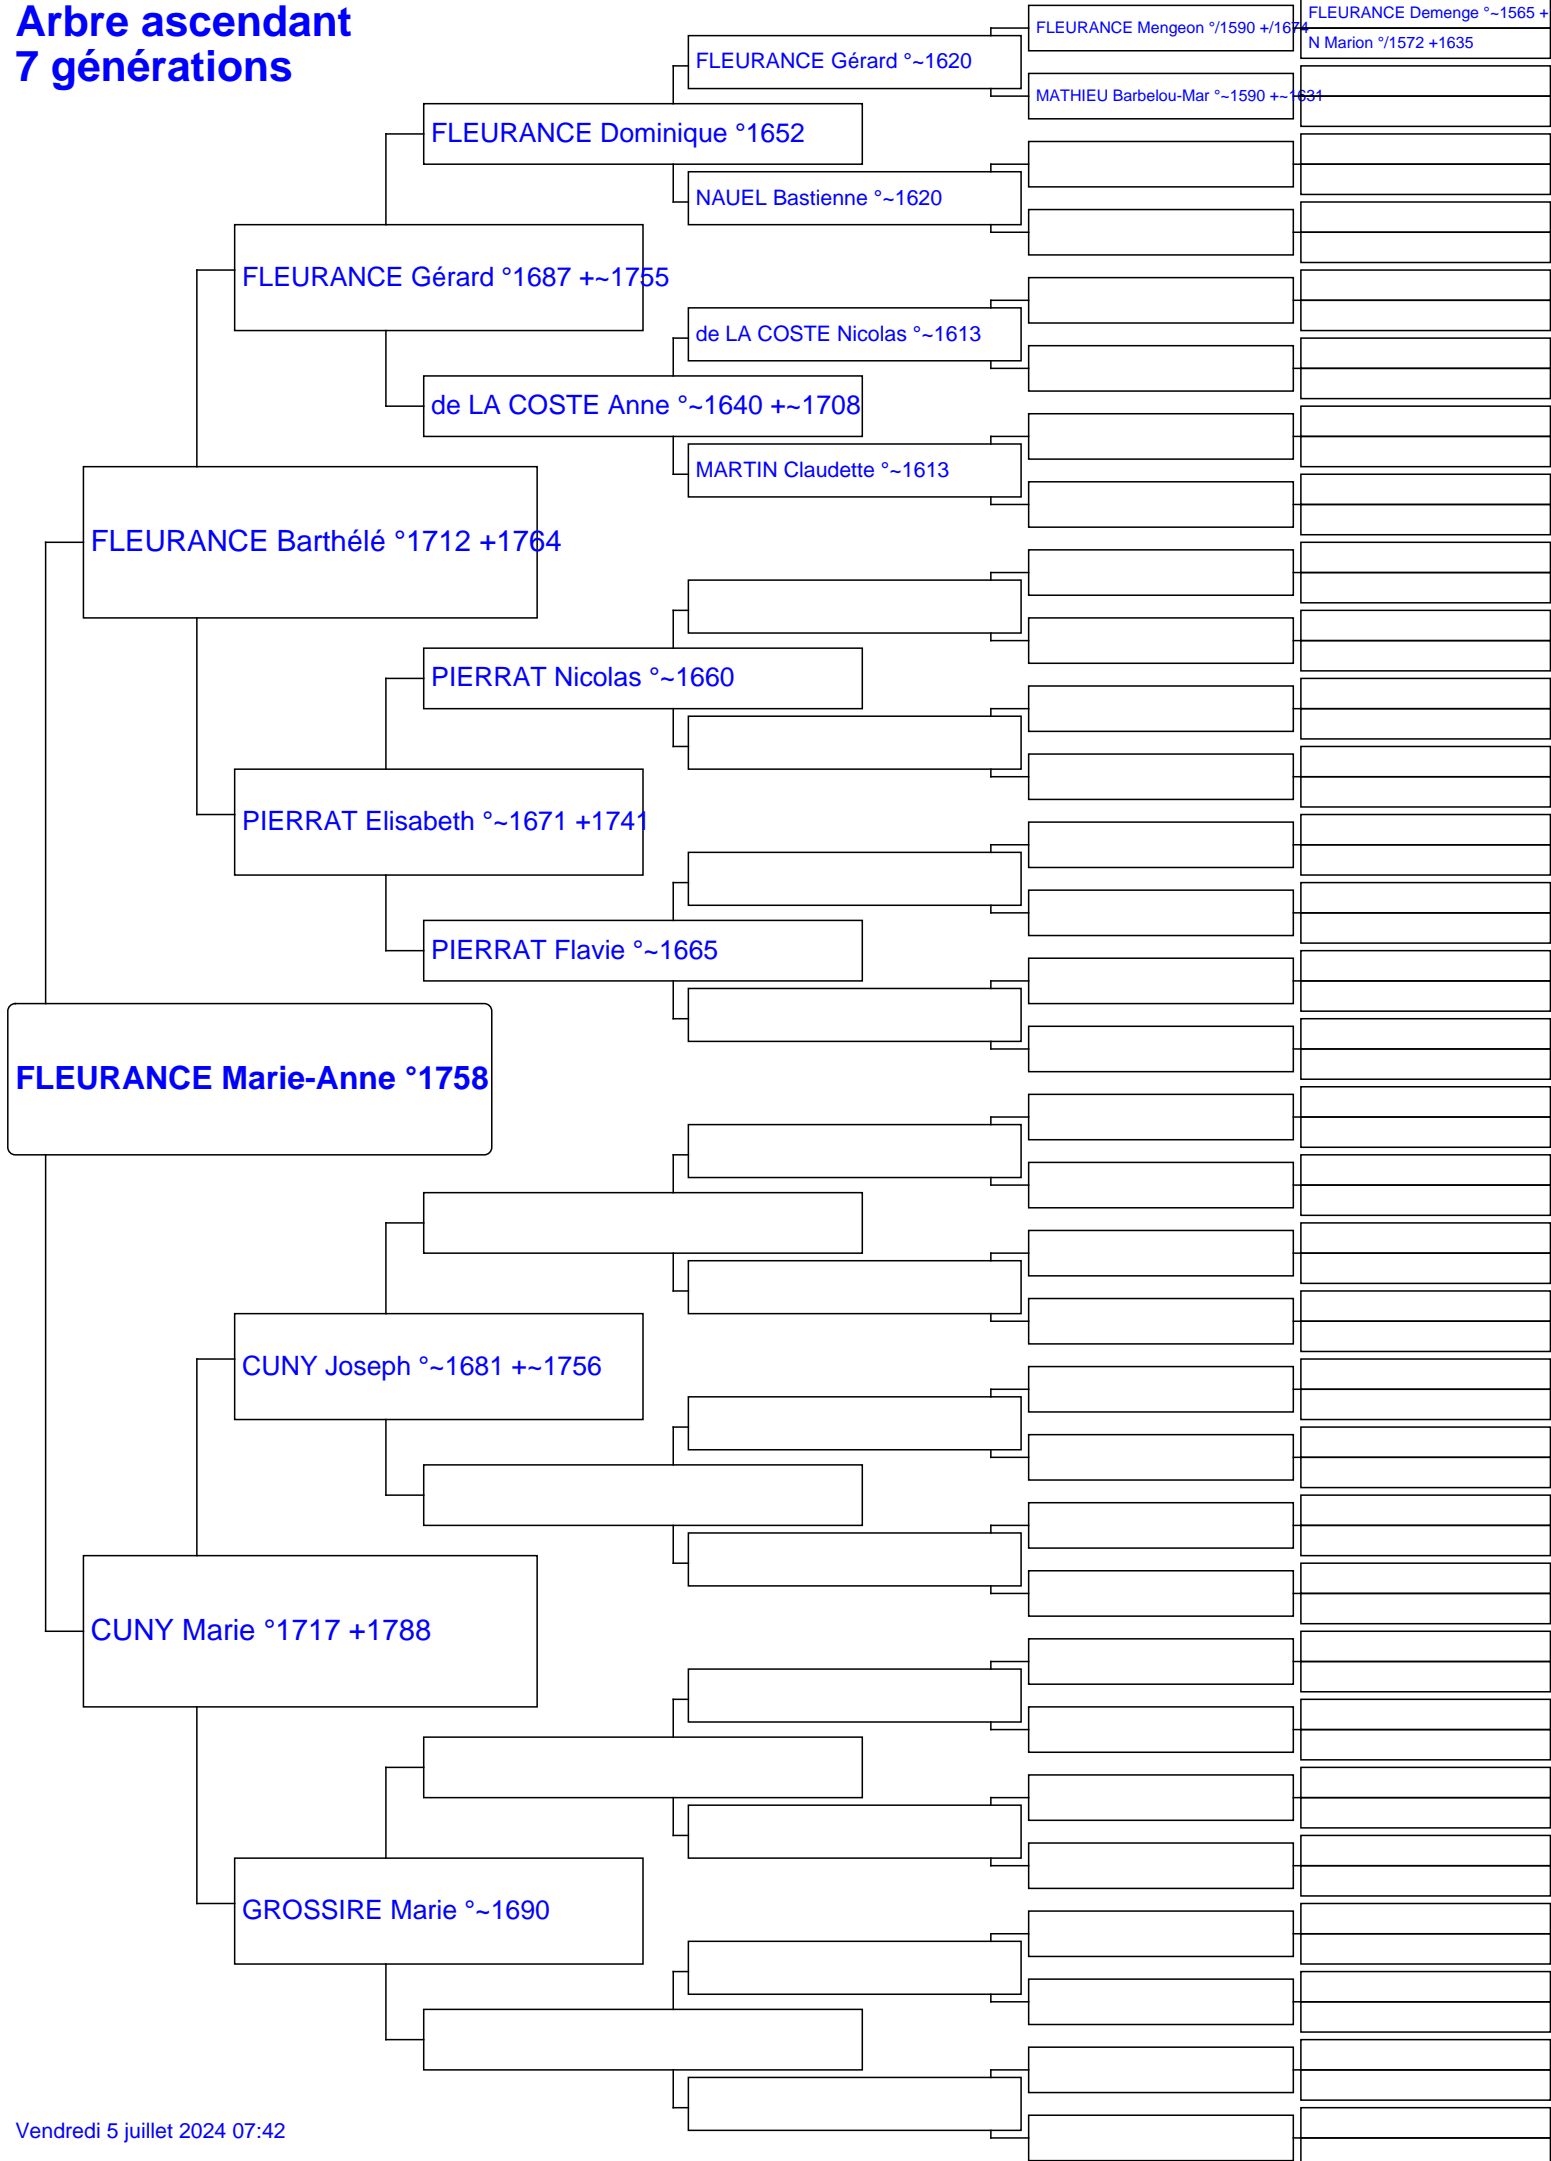 Arbre ascendant
7 générations
FLEURANCE Demenge °~1565 +
FLEURANCE Mengeon °/1590 +/1674
N Marion °/1572 +1635
FLEURANCE Gérard °~1620
MATHIEU Barbelou-Mar °~1590 +~1631
FLEURANCE Dominique °1652
NAUEL Bastienne °~1620
FLEURANCE Gérard °1687 +~1755
de LA COSTE Nicolas °~1613
de LA COSTE Anne °~1640 +~1708
MARTIN Claudette °~1613
FLEURANCE Barthélé °1712 +1764
PIERRAT Nicolas °~1660
PIERRAT Elisabeth °~1671 +1741
PIERRAT Flavie °~1665
FLEURANCE Marie-Anne °1758
CUNY Joseph °~1681 +~1756
CUNY Marie °1717 +1788
GROSSIRE Marie °~1690
Vendredi 5 juillet 2024 07:42